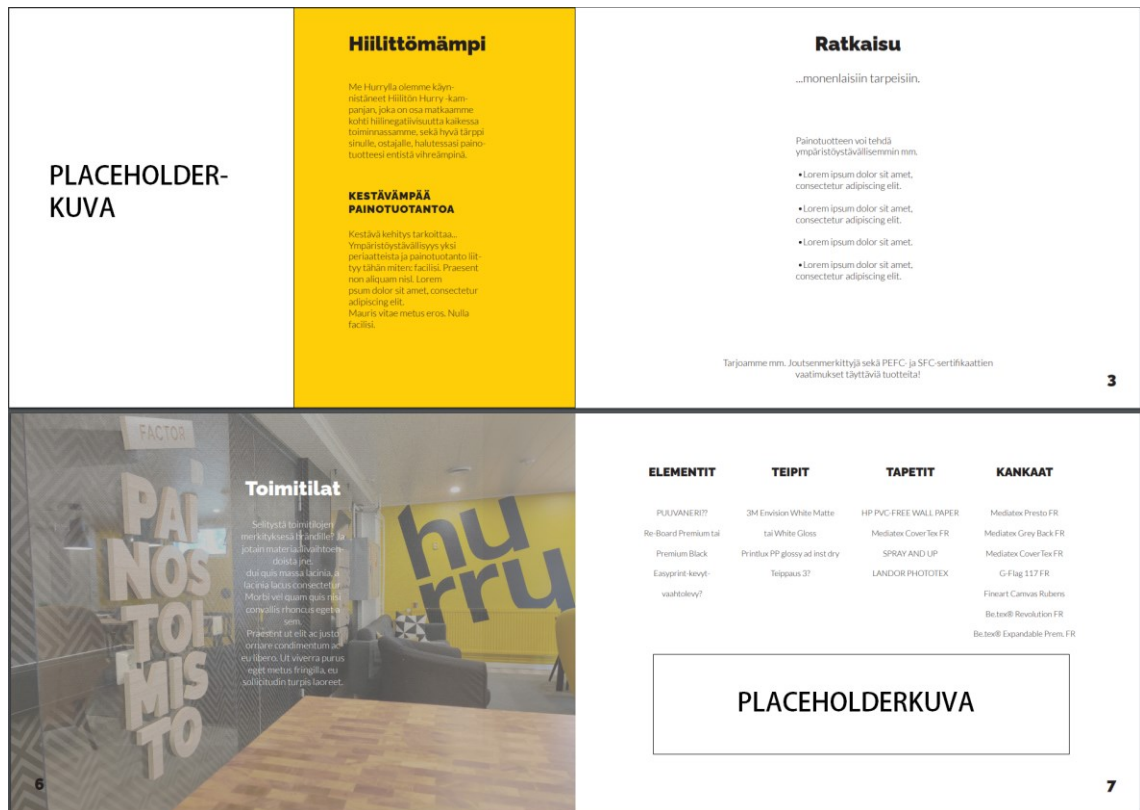 PLACEHOLDER-
KUVA
Hiilittömämpi
Me Hurrylla olemme käyn-
nistäneet Hiilitön Hurry -kam-
panjan, joka on osa matkaamme
kohti hiilinegatiivisuutta kaikessa
toiminnassamme, sekä hyvä tärppi
sinulle, ostajalle, halutessasi paino-
tuotteesi entistä vihreämpinä.
KESTÄVÄMPÄÄ
PAINOTUOTANTOA
Kestävä kehitys tarkoittaa...
Ympäristöystävällisyys yksi
periaatteista ja painotuotanto liit-
tyy tähän miten: facilisi. Praesent
non aliquam nisl. Lorem
psum dolor sit amet, consectetur
adipiscing elit.
Mauris vitae metus eros. Nulla
facilisi.
Ratkaisu
...monenlaisiin tarpeisiin.
Painotuotteen voi tehdä
ympäristöystävällisemmin mm.
•Lorem ipsum dolor sit amet,
consectetur adipiscing elit.
•Lorem ipsum dolor sit amet,
consectetur adipiscing elit.
•Lorem ipsum dolor sit amet.
•Lorem ipsum dolor sit amet,
consectetur adipiscing elit.
Tarjoamme mm. Joutsenmerkittyjä sekä PEFC- ja SFC-sertifikaattien
vaatimukset täyttäviä tuotteita!
3
FACTOR
PAI
NOS
TOI
MIS
TO
Toimitilat
Selitystä toimitilojen
merkityksesä brändille? Ja
jotain materiaalivaihtoen-
doista jne.
dui quis massa lacinia, a
lacinia lacus consectetur.
Morbi vel quam quis nisi
convallis rhoncus eget a
sem.
Praesent ut elit ac justo
ornare condimentum ac
eu libero. Ut viverra purus
eget metus fringilla, eu
sollicitudin turpis laoreet.
hu
rru
6
ELEMENTIT
PUUVANERI??
Re-Board Premium tai
Premium Black
Easyprint-kevyt-
vaahtolevy?
TEIPIT
3M Envision White Matte
tai White Gloss
Printlux PP glossy ad inst dry
Teippaus 3?
TAPETIT
HP PVC-FREE WALL PAPER
Mediatex CoverTex FR
SPRAY AND UP
LANDOR PHOTOTEX
KANKAAT
Mediatex Presto FR
Mediatex Grey Back FR
Mediatex CoverTex FR
G-Flag 117 FR
Fineart Canvas Rubens
Be.tex® Revolution FR
Be.tex® Expandable Prem. FR
PLACEHOLDERKUVA
7